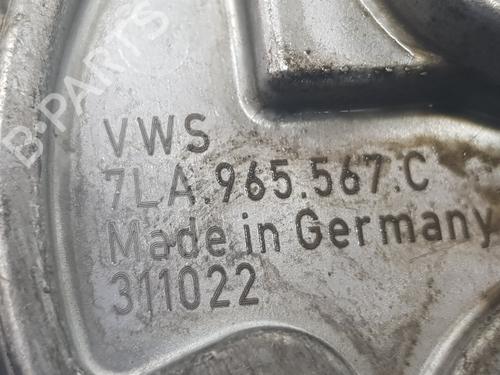 B-PARTS
VWS
7LA.965.567.C
Made in Germany
311022